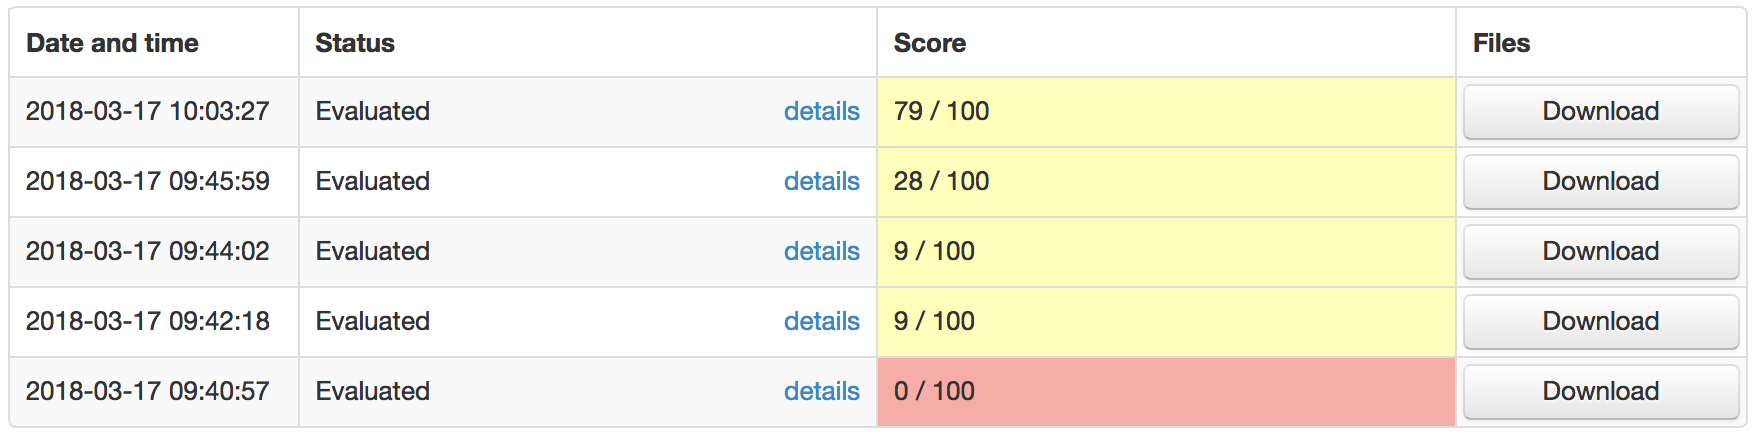 Date and time Status Score Files
2018-03-17 10:03:27 Evaluated details 79 / 100 Download
2018-03-17 09:45:59 Evaluated details 28 / 100 Download
2018-03-17 09:44:02 Evaluated details 9 / 100 Download
2018-03-17 09:42:18 Evaluated details 9 / 100 Download
2018-03-17 09:40:57 Evaluated details 0 / 100 Download